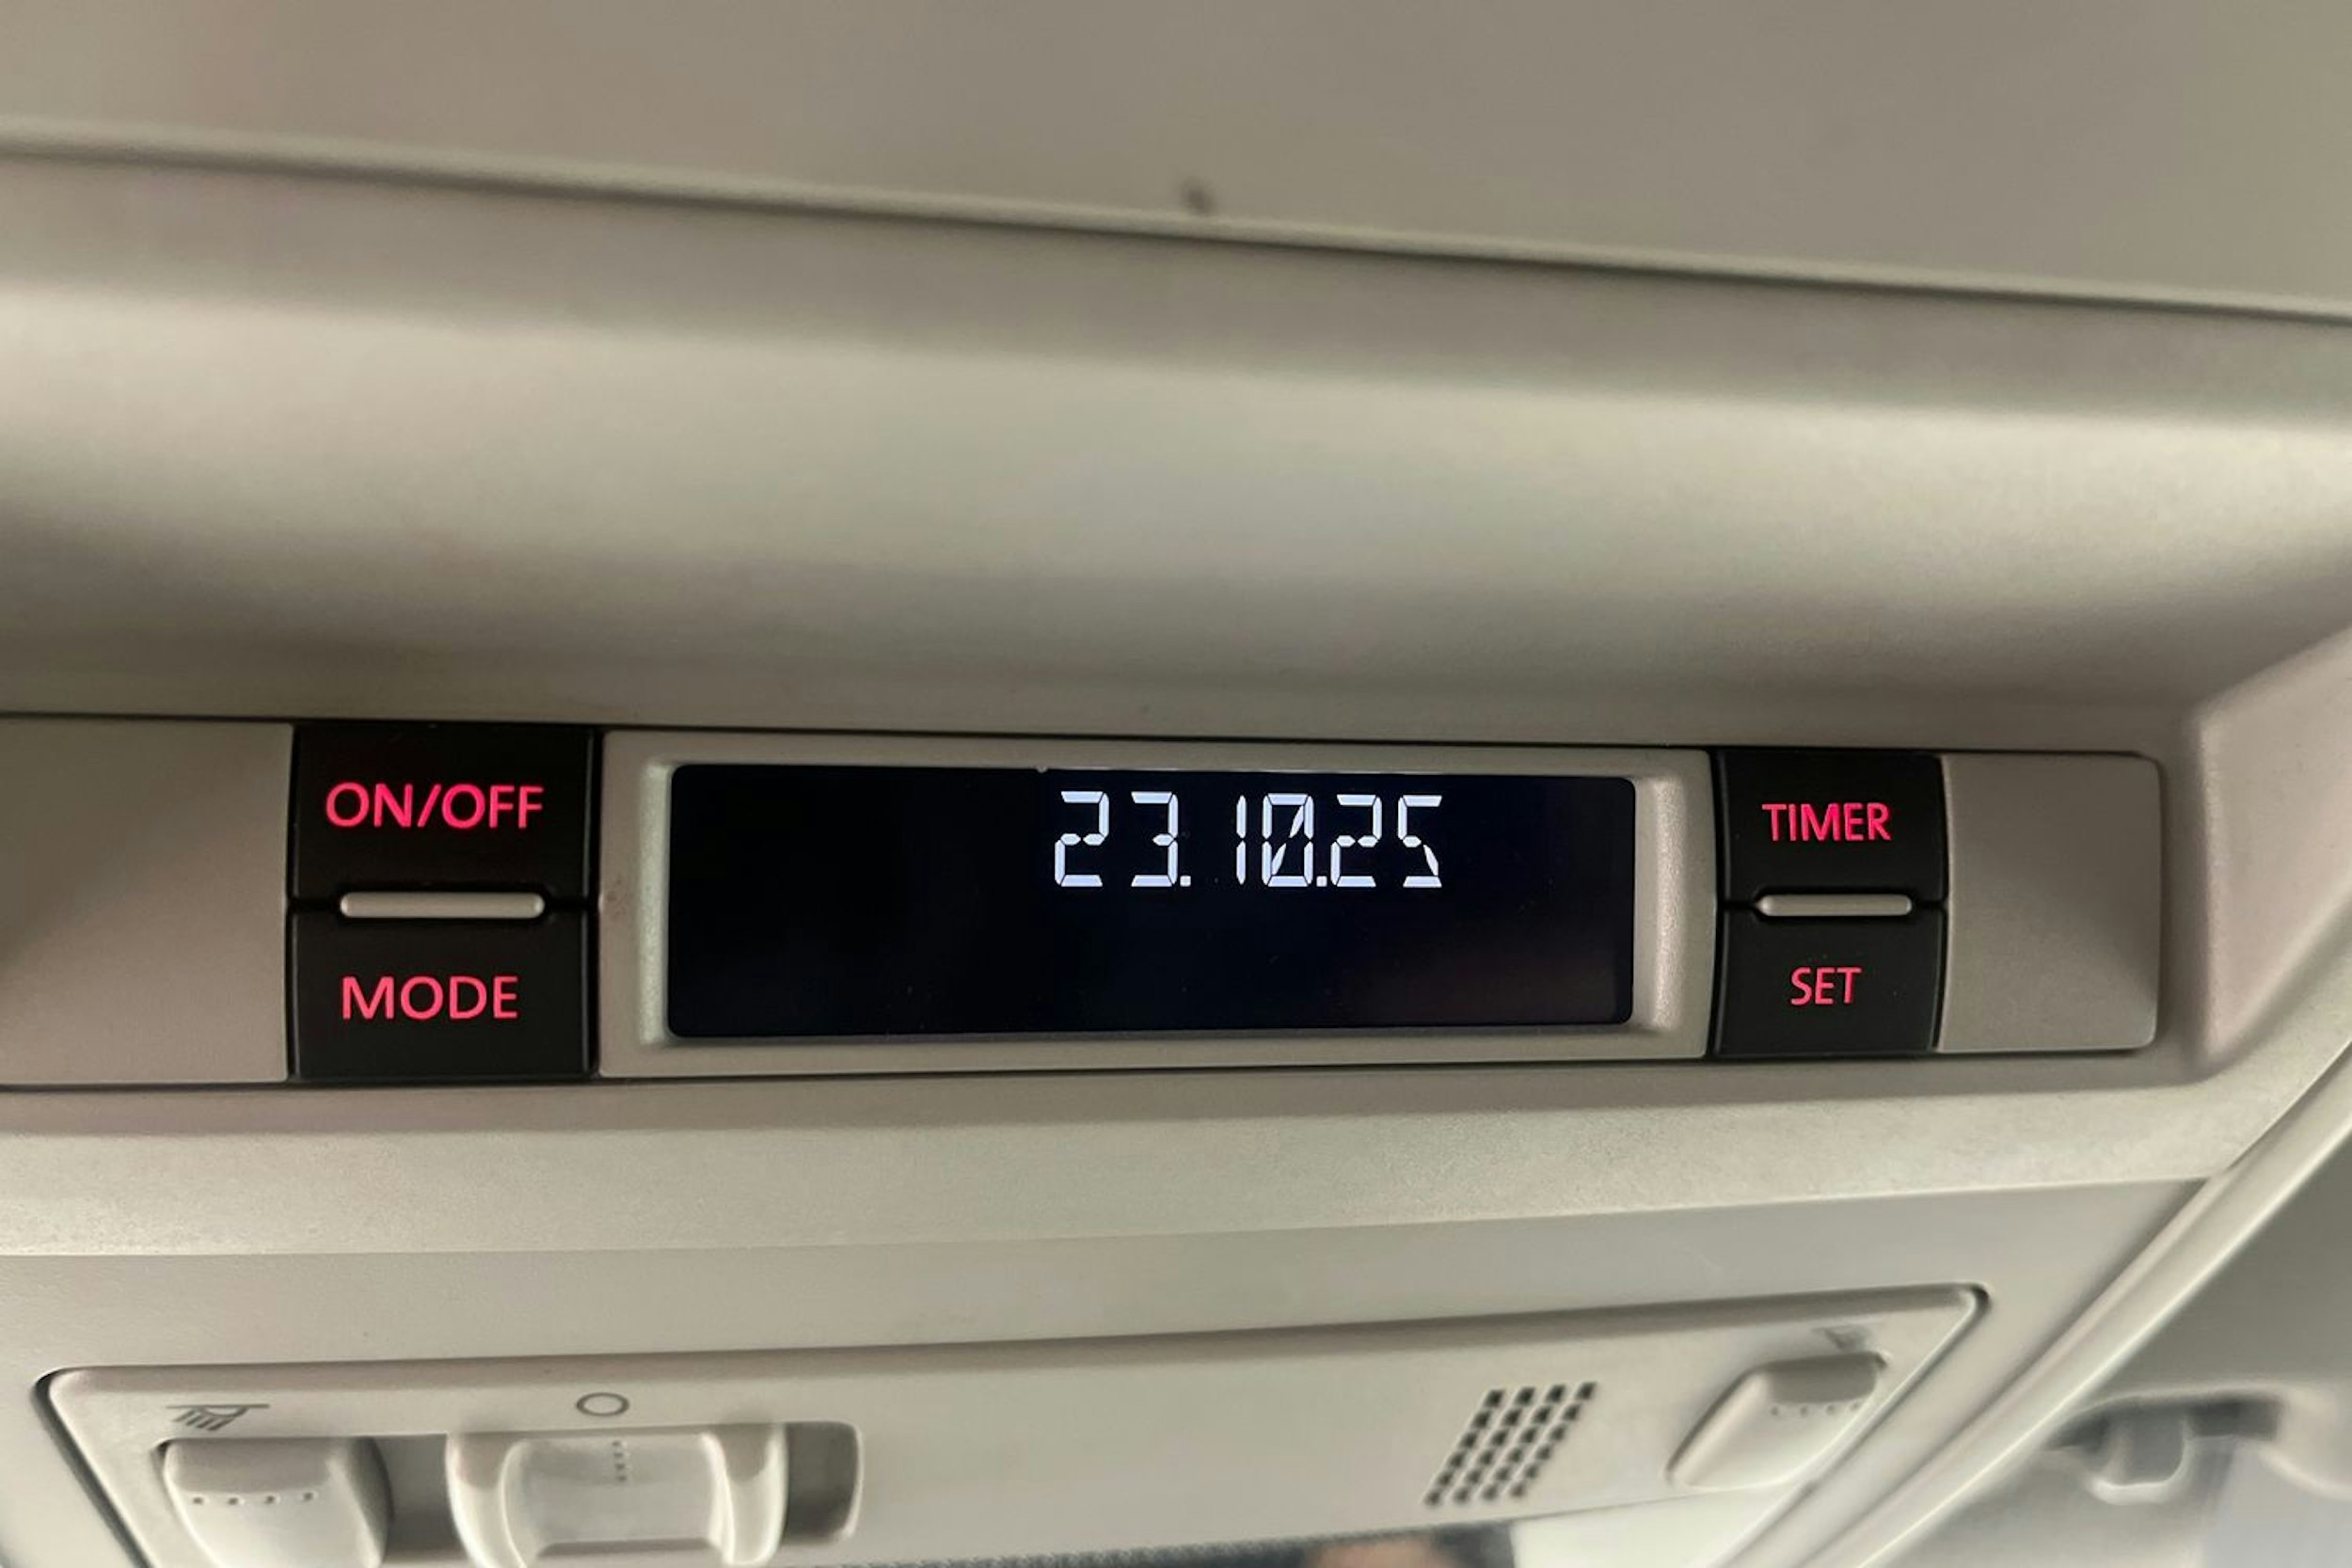 ON/OFF
MODE
23.10.25
TIMER
SET